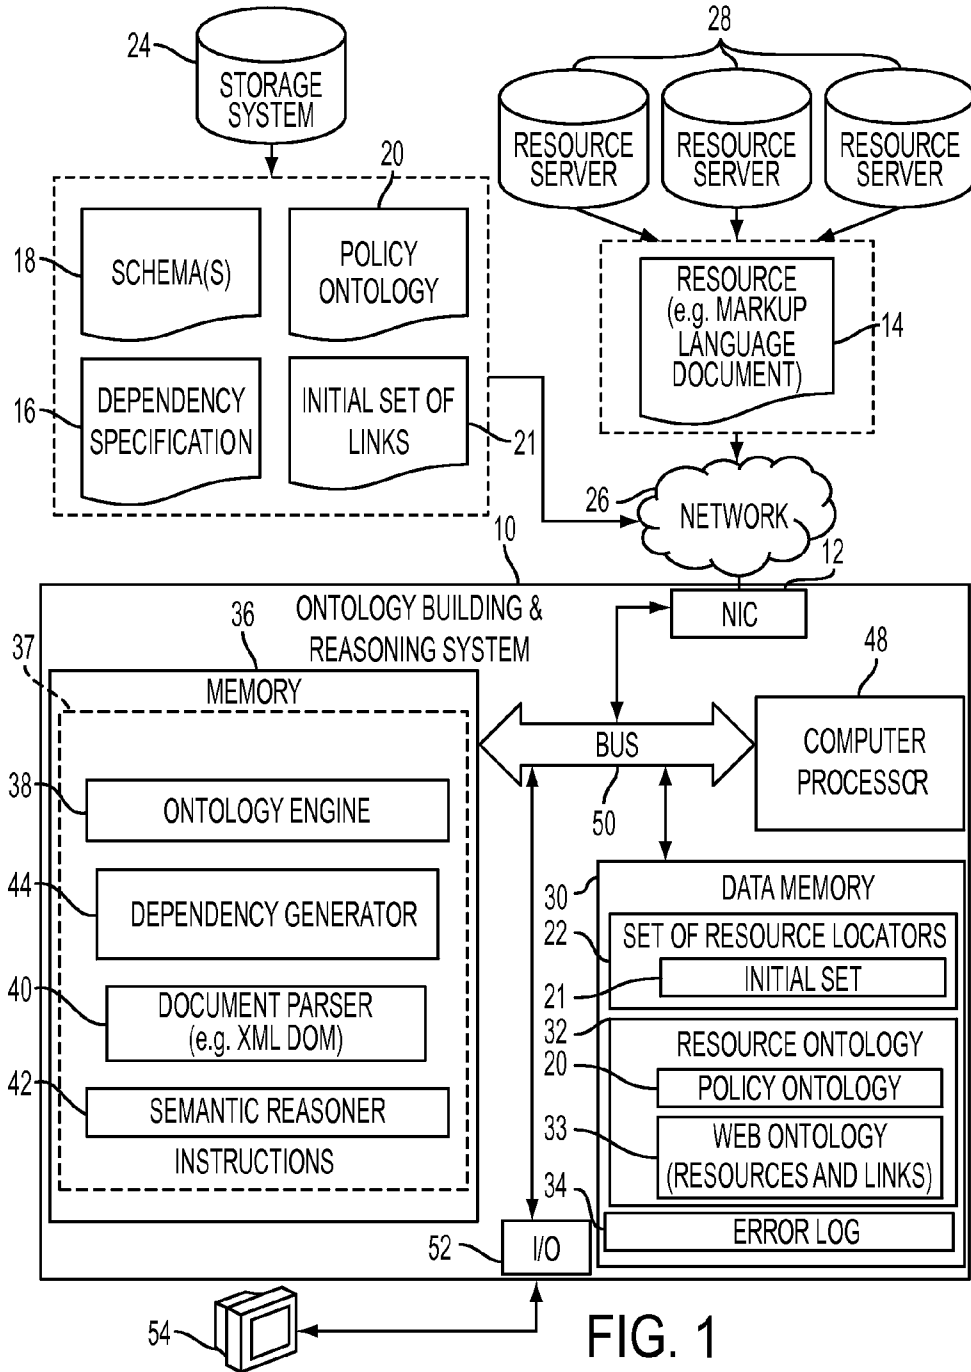 24
STORAGE
SYSTEM
28
RESOURCE
SERVER
RESOURCE
SERVER
RESOURCE
SERVER
20
18
SCHEMA(S)
POLICY
ONTOLOGY
RESOURCE
(e.g. MARKUP
LANGUAGE
DOCUMENT)
14
16
DEPENDENCY
SPECIFICATION
INITIAL SET OF
LINKS
21
26
NETWORK
10
12
ONTOLOGY BUILDING &
REASONING SYSTEM
NIC
36
37
MEMORY
48
BUS
50
COMPUTER
PROCESSOR
38
ONTOLOGY ENGINE
44
DEPENDENCY GENERATOR
40
DOCUMENT PARSER
(e.g. XML DOM)
42
SEMANTIC REASONER
INSTRUCTIONS
30
DATA MEMORY
22
SET OF RESOURCE LOCATORS
21
INITIAL SET
32
RESOURCE ONTOLOGY
20
POLICY ONTOLOGY
33
WEB ONTOLOGY
(RESOURCES AND LINKS)
34
ERROR LOG
52
I/O
54
FIG. 1